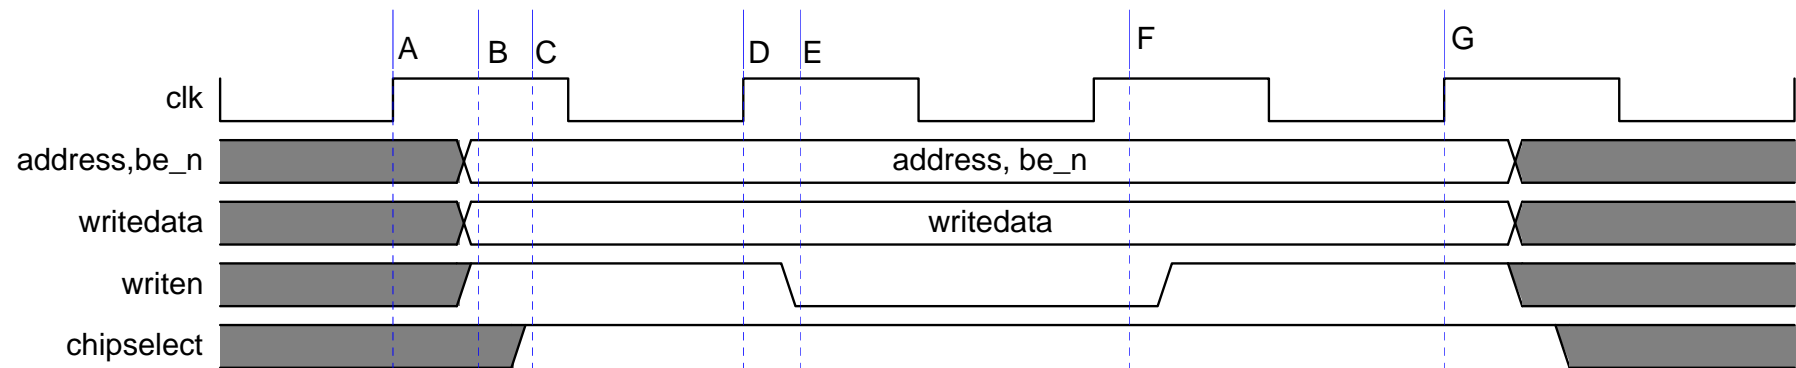 A B C D E F G
clk
address,be_n address, be_n
writedata writedata
writen
chipselect